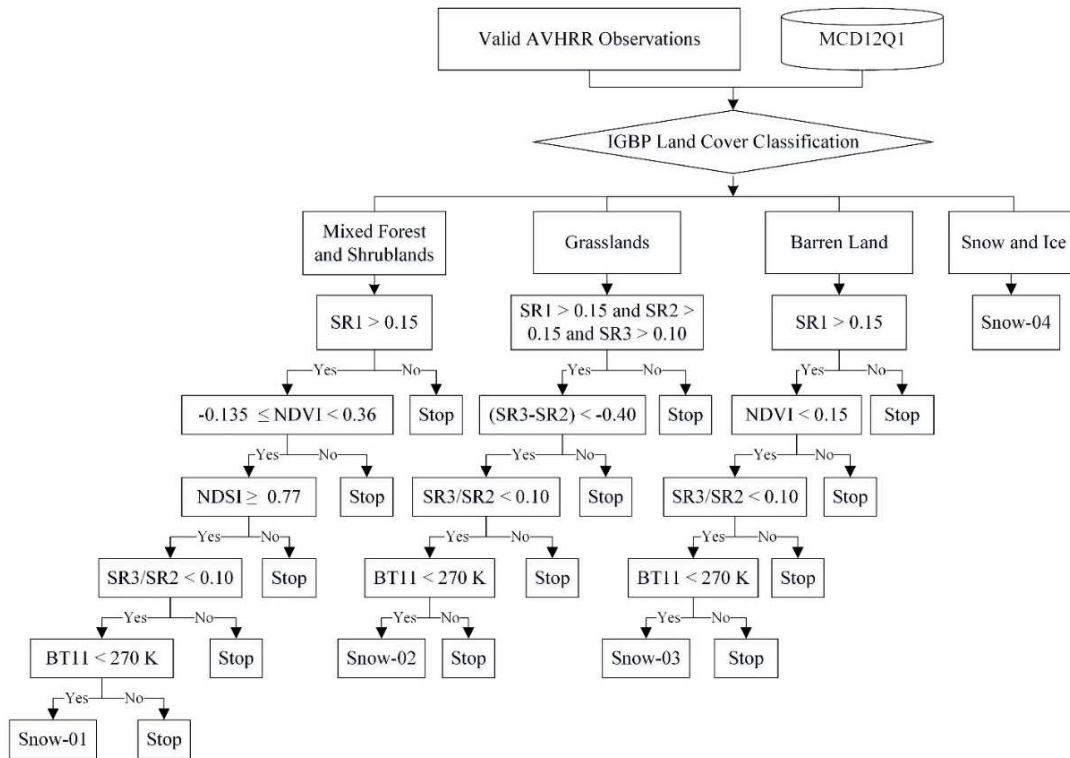 Valid AVHRR Observations
MCD12Q1
IGBP Land Cover Classification
Mixed Forest
and Shrublands
Grasslands
Barren Land
Snow and Ice
SR1 > 0.15
SR1 > 0.15 and SR2 >
0.15 and SR3 > 0.10
SR1 > 0.15
Snow-04
Yes
No
Yes
No
Yes
No
-0.135 ≤ NDVI < 0.36
Stop
(SR3-SR2) < -0.40
Stop
NDVI < 0.15
Stop
Yes
No
Yes
No
Yes
No
NDSI ≥ 0.77
Stop
SR3/SR2 < 0.10
Stop
SR3/SR2 < 0.10
Stop
Yes
No
Yes
No
Yes
No
SR3/SR2 < 0.10
Stop
BT11 < 270 K
Stop
BT11 < 270 K
Stop
Yes
No
Yes
No
Yes
No
BT11 < 270 K
Stop
Snow-02
Stop
Snow-03
Stop
Yes
No
Snow-01
Stop